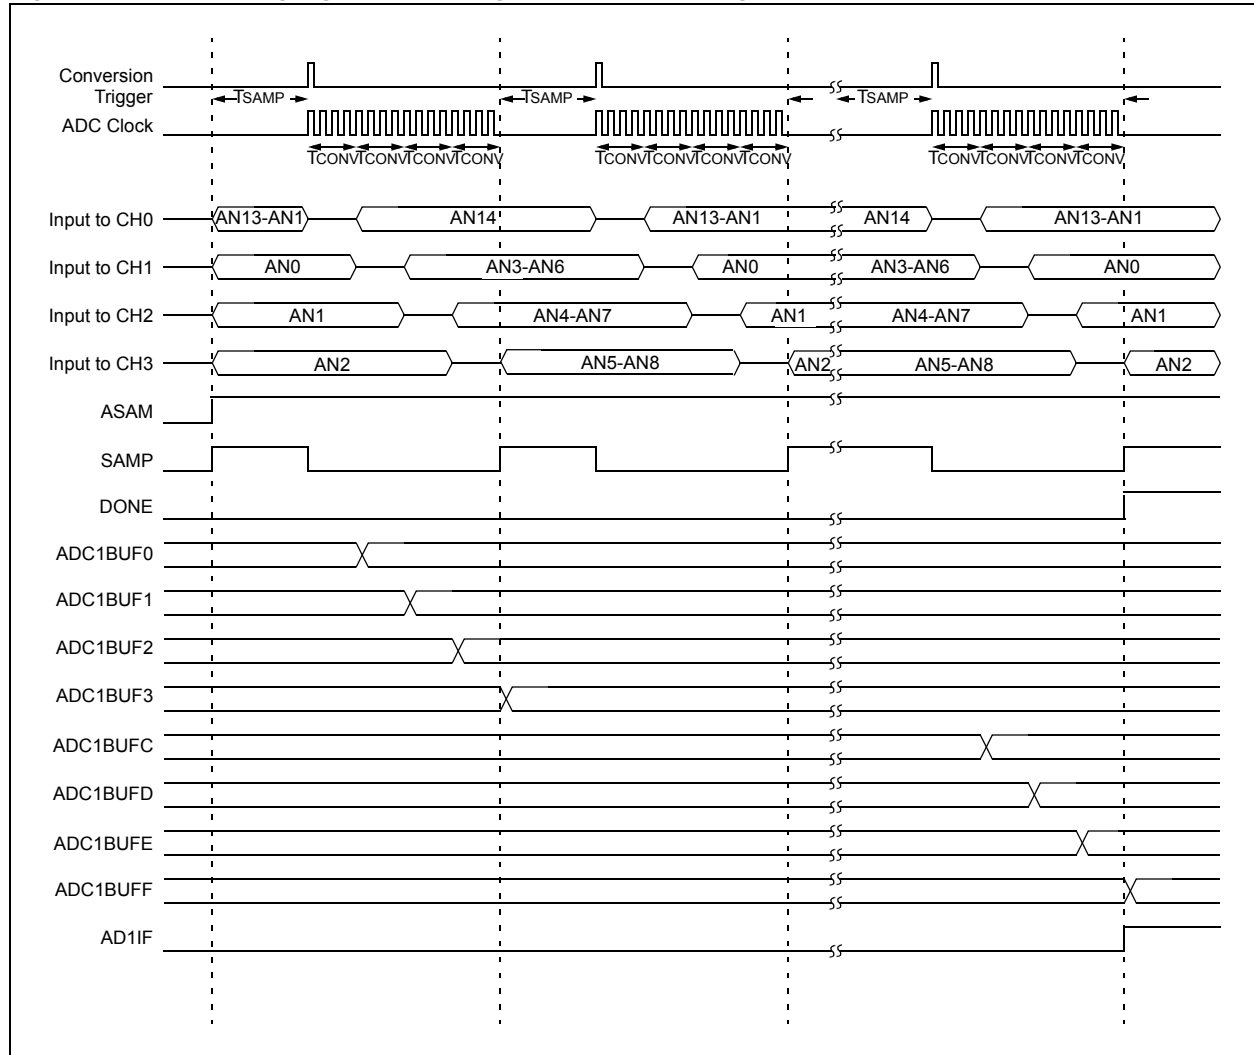 Conversion
Trigger
TSAMP TSAMP TSAMP
ADC Clock
TCONV TCONV TCONV TCONV TCONV TCONV TCONV TCONV TCONV TCONV TCONV TCONV
Input to CH0 AN13-AN1 AN14 AN13-AN1 AN14 AN13-AN1
Input to CH1 AN0 AN3-AN6 AN0 AN3-AN6 AN0
Input to CH2 AN1 AN4-AN7 AN1 AN4-AN7 AN1
Input to CH3 AN2 AN5-AN8 AN2 AN5-AN8 AN2
ASAM
SAMP
DONE
ADC1BUF0
ADC1BUF1
ADC1BUF2
ADC1BUF3
ADC1BUFC
ADC1BUFD
ADC1BUFE
ADC1BUFF
AD1IF